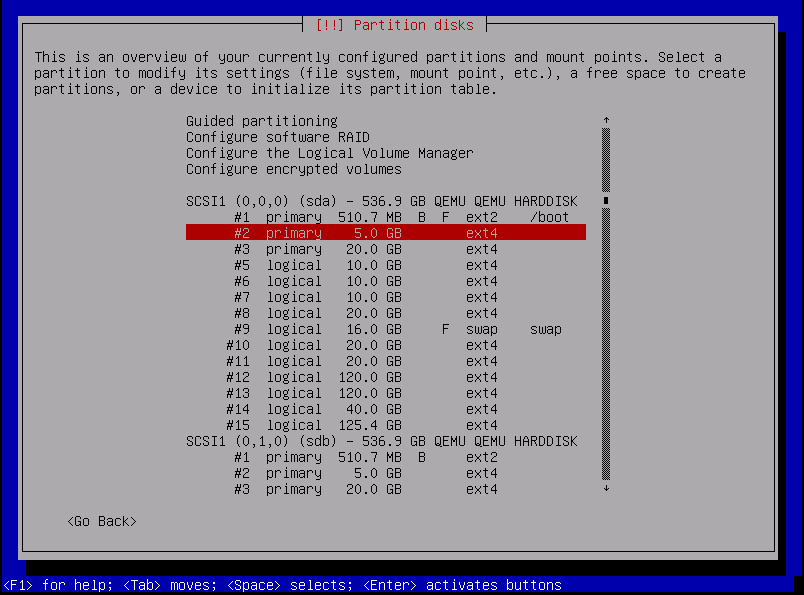 [!!] Partition disks
This is an overview of your currently configured partitions and mount points. Select a
partition to modify its settings (file system, mount point, etc.), a free space to create
partitions, or a device to initialize its partition table.
Guided partitioning
Configure software RAID
Configure the Logical Volume Manager
Configure encrypted volumes
SCSI1 (0,0,0) (sda) - 536.9 GB QEMU QEMU HARDDISK
#1 primary 510.7 MB B F ext2 /boot
#2 primary 5.0 GB ext4
#3 primary 20.0 GB ext4
#5 logical 10.0 GB ext4
#6 logical 10.0 GB ext4
#7 logical 10.0 GB ext4
#8 logical 20.0 GB ext4
#9 logical 16.0 GB F swap swap
#10 logical 20.0 GB ext4
#11 logical 20.0 GB ext4
#12 logical 120.0 GB ext4
#13 logical 120.0 GB ext4
#14 logical 40.0 GB ext4
#15 logical 125.4 GB ext4
SCSI1 (0,1,0) (sdb) - 536.9 GB QEMU QEMU HARDDISK
#1 primary 510.7 MB B ext2
#2 primary 5.0 GB ext4
#3 primary 20.0 GB ext4
<Go Back>
<F1> for help; <Tab> moves; <Space> selects; <Enter> activates buttons